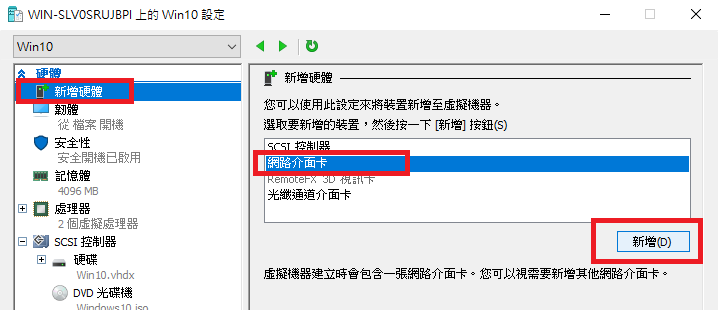 WIN-SLV0SRUJBPI 上的 Win10 設定
Win10
硬體
新增硬體
韌體
從 檔案 開機
安全性
安全開機已啟用
記憶體
4096 MB
處理器
2 個虛擬處理器
SCSI 控制器
硬碟
Win10.vhdx
DVD 光碟機
Windows10.iso
新增硬體
您可以使用此設定來將裝置新增至虛擬機器。
選取要新增的裝置，然後按一下 [新增] 按鈕(S)
SCSI 控制器
網路介面卡
RemoteFX 3D 視訊卡
光纖通道介面卡
新增(D)
虛擬機器建立時會包含一張網路介面卡。您可以視需要新增其他網路介面卡。